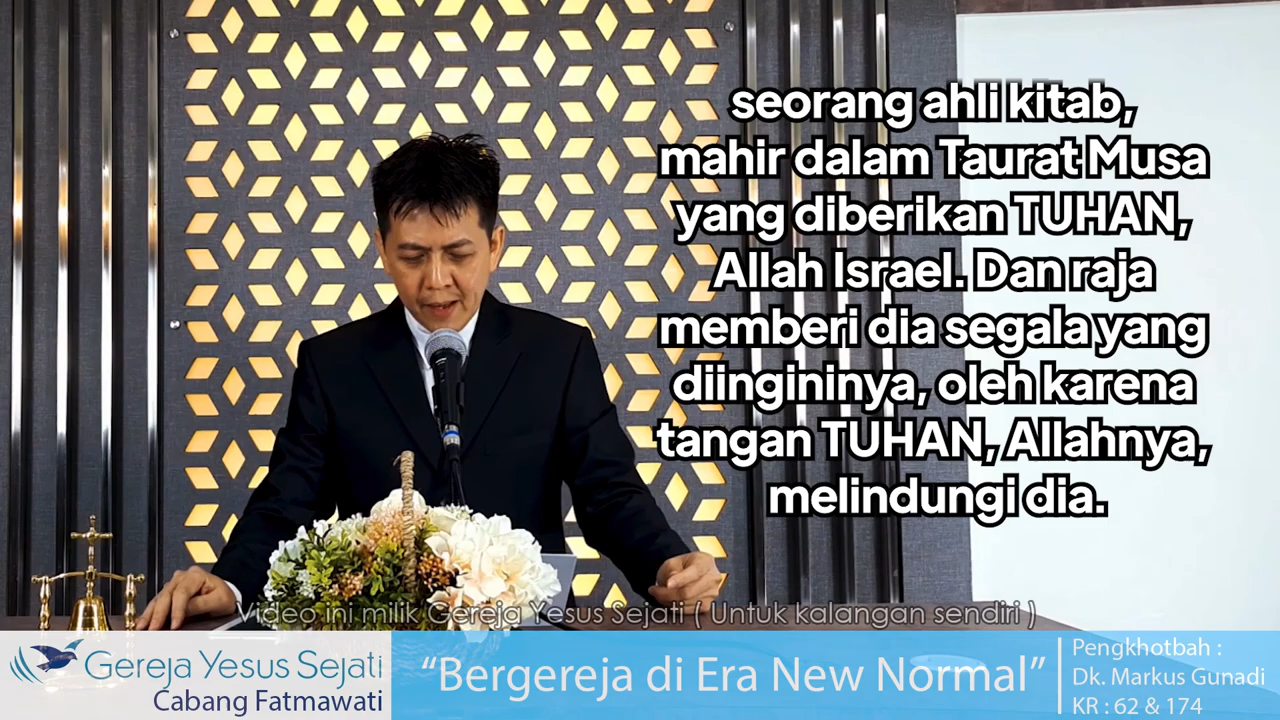 seorang ahli kitab,
mahir dalam Taurat Musa
yang diberikan TUHAN,
Allah Israel. Dan raja
memberi dia segala yang
diingininya, oleh karena
tangan TUHAN, Allahnya,
melindungi dia.
Video ini milik Gereja Yesus Sejati ( Untuk kalangan sendiri )
Gereja Yesus Sejati
Cabang Fatmawati
“Bergereja di Era New Normal”
Pengkhotbah :
Dk. Markus Gunadi
KR : 62 & 174